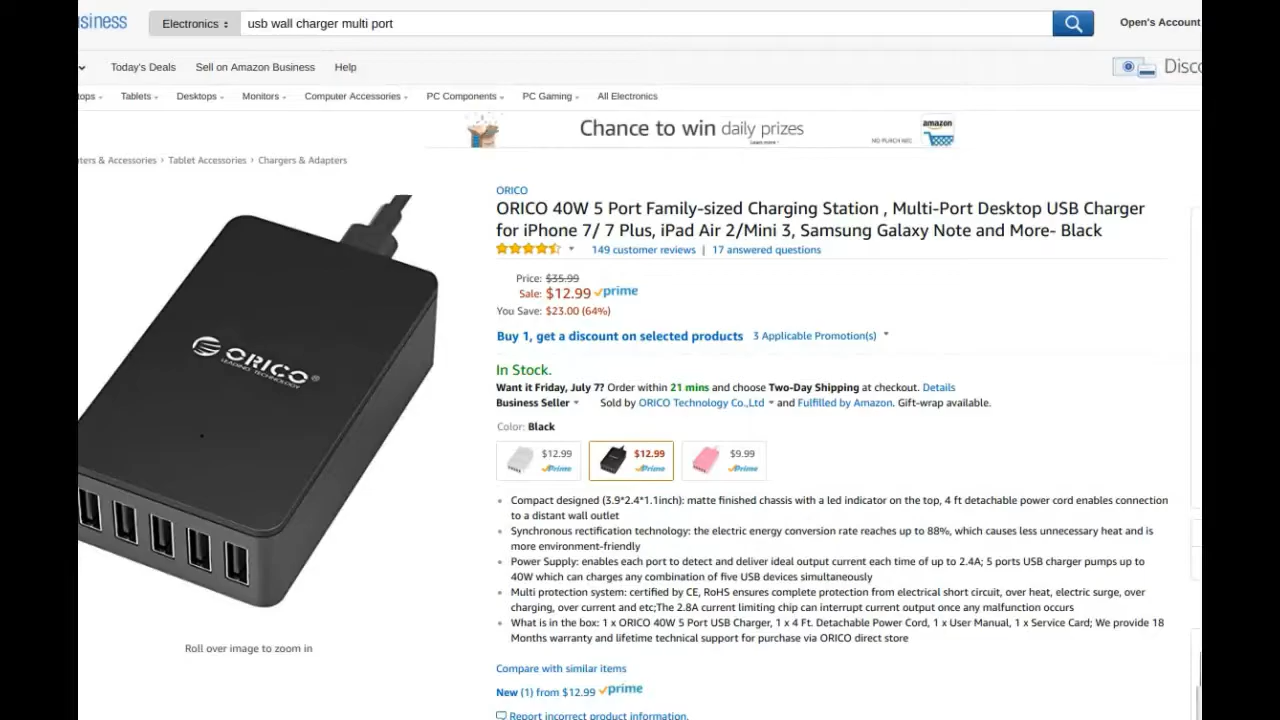 siness
Electronics
usb wall charger multi port
Open's Account
Today's Deals
Sell on Amazon Business
Help
Disco
tops
Tablets
Desktops
Monitors
Computer Accessories
PC Components
PC Gaming
All Electronics
Chance to win daily prizes
Learn more
amazon
ters & Accessories › Tablet Accessories › Chargers & Adapters
ORICO
ORICO 40W 5 Port Family-sized Charging Station , Multi-Port Desktop USB Charger
for iPhone 7/ 7 Plus, iPad Air 2/Mini 3, Samsung Galaxy Note and More- Black
149 customer reviews | 17 answered questions
Price: $35.99
Sale: $12.99 prime
You Save: $23.00 (64%)
Buy 1, get a discount on selected products 3 Applicable Promotion(s)
ORICO®
LEADING TECHNOLOGY
In Stock.
Want it Friday, July 7? Order within 21 mins and choose Two-Day Shipping at checkout. Details
Business Seller Sold by ORICO Technology Co.,Ltd and Fulfilled by Amazon. Gift-wrap available.
Color: Black
$12.99
Prime
$12.99
Prime
$9.99
Prime
• Compact designed (3.9*2.4*1.1inch): matte finished chassis with a led indicator on the top, 4 ft detachable power cord enables connection
to a distant wall outlet
• Synchronous rectification technology: the electric energy conversion rate reaches up to 88%, which causes less unnecessary heat and is
more environment-friendly
• Power Supply: enables each port to detect and deliver ideal output current each time of up to 2.4A; 5 ports USB charger pumps up to
40W which can charges any combination of five USB devices simultaneously
• Multi protection system: certified by CE, RoHS ensures complete protection from electrical short circuit, over heat, electric surge, over
charging, over current and etc;The 2.8A current limiting chip can interrupt current output once any malfunction occurs
• What is in the box: 1 x ORICO 40W 5 Port USB Charger, 1 x 4 Ft. Detachable Power Cord, 1 x User Manual, 1 x Service Card; We provide 18
Months warranty and lifetime technical support for purchase via ORICO direct store
Roll over image to zoom in
Compare with similar items
New (1) from $12.99 prime
Report incorrect product information.